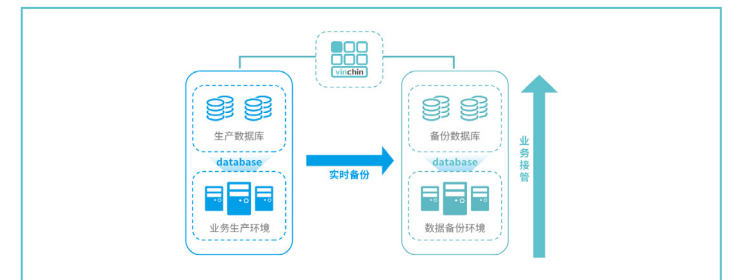 vinchin
生产数据库
database
业务生产环境
实时备份
备份数据库
database
数据备份环境
业务接管